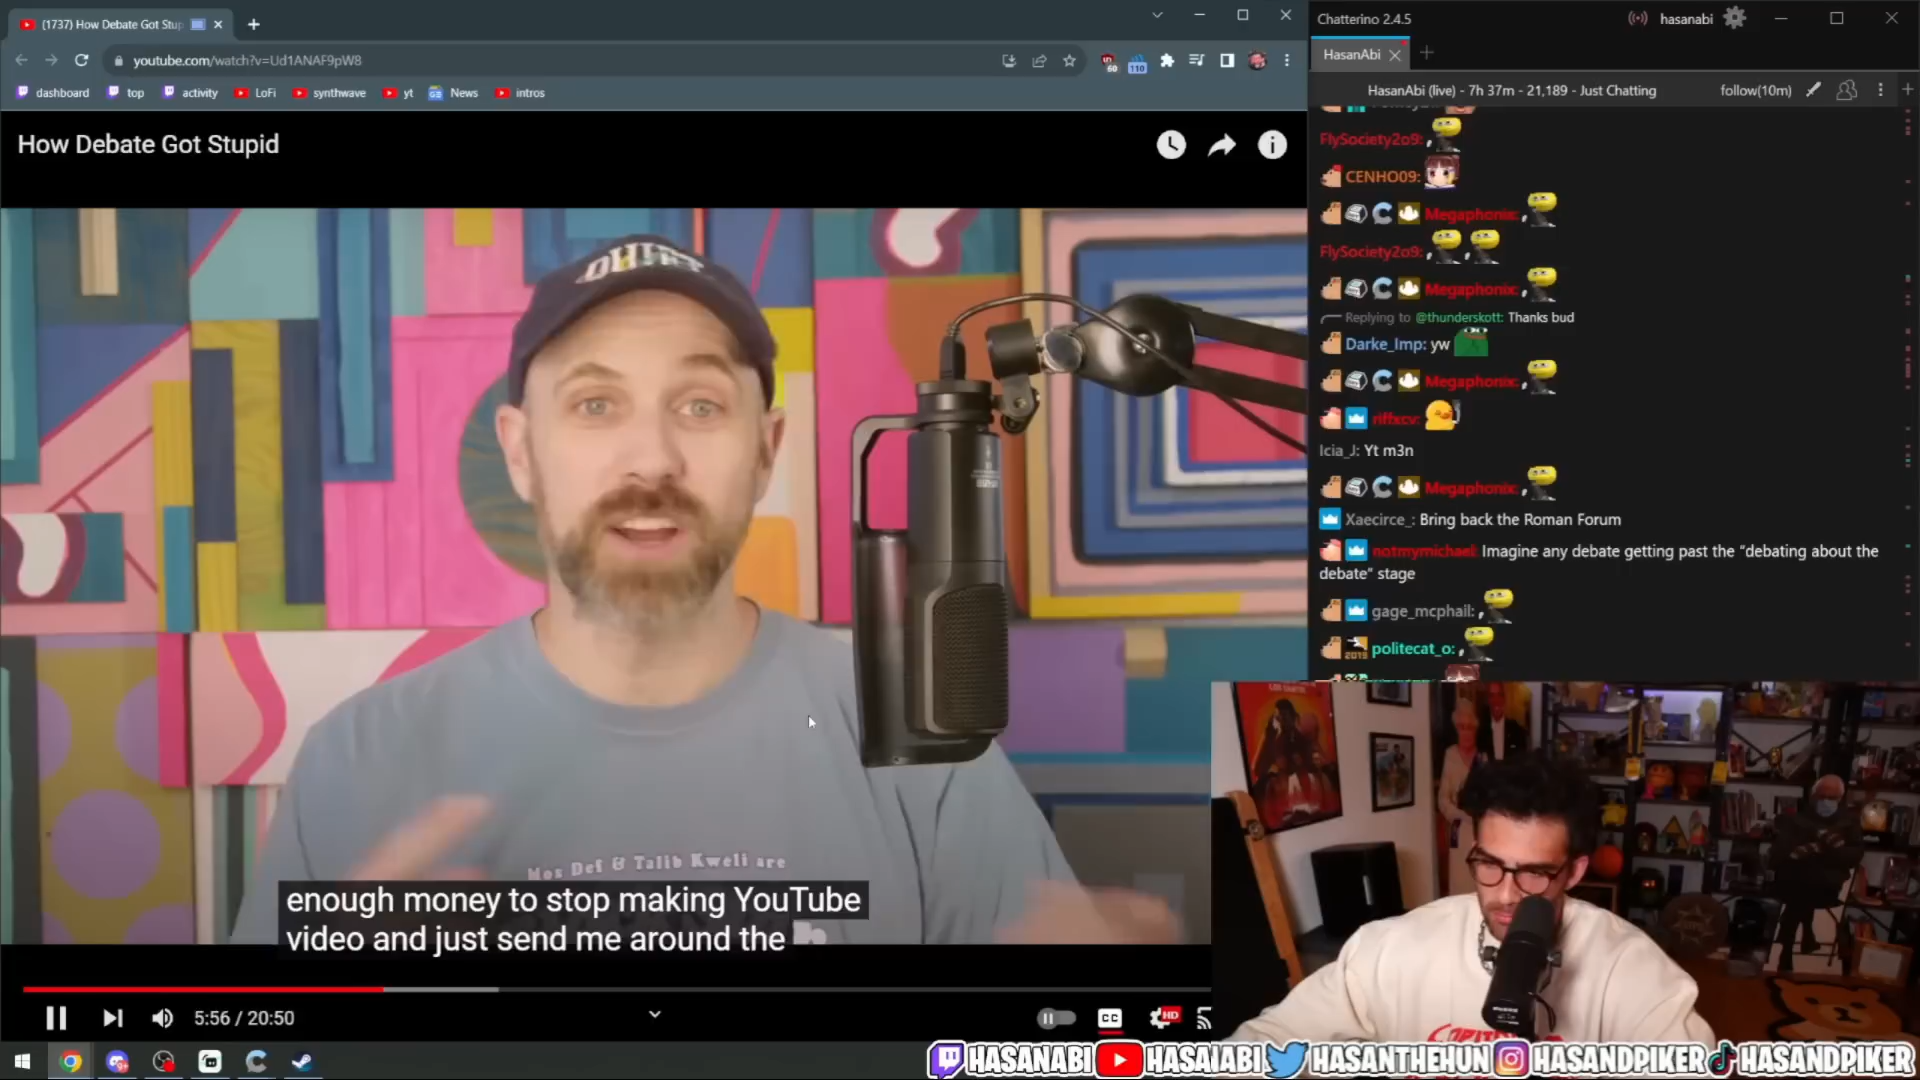 (1737) How Debate Got Stup
youtube.com/watch?v=Ud1ANAF9pW8
60
110
dashboard
top
activity
LoFi
synthwave
yt
News
intros
How Debate Got Stupid
Mos Def & Talib Kweli are
enough money to stop making YouTube
video and just send me around the
5:56 / 20:50
CC
HD
Chatterino 2.4.5
hasanabi
HasanAbi
HasanAbi (live) - 7h 37m - 21,189 - Just Chatting
follow(10m)
FlySociety2o9:
CENHO09:
Megaphonix:
FlySociety2o9:
Megaphonix:
Replying to @thunderskott: Thanks bud
Darke_Imp: yw
Megaphonix:
riffxcv:
Icia_J: Yt m3n
Megaphonix:
Xaecirce_: Bring back the Roman Forum
notmymichael: Imagine any debate getting past the “debating about the
debate” stage
gage_mcphail:
2019 politecat_o:
HASANABI
HASANABI
HASANTHEHUN
HASANDPIKER
HASANDPIKER